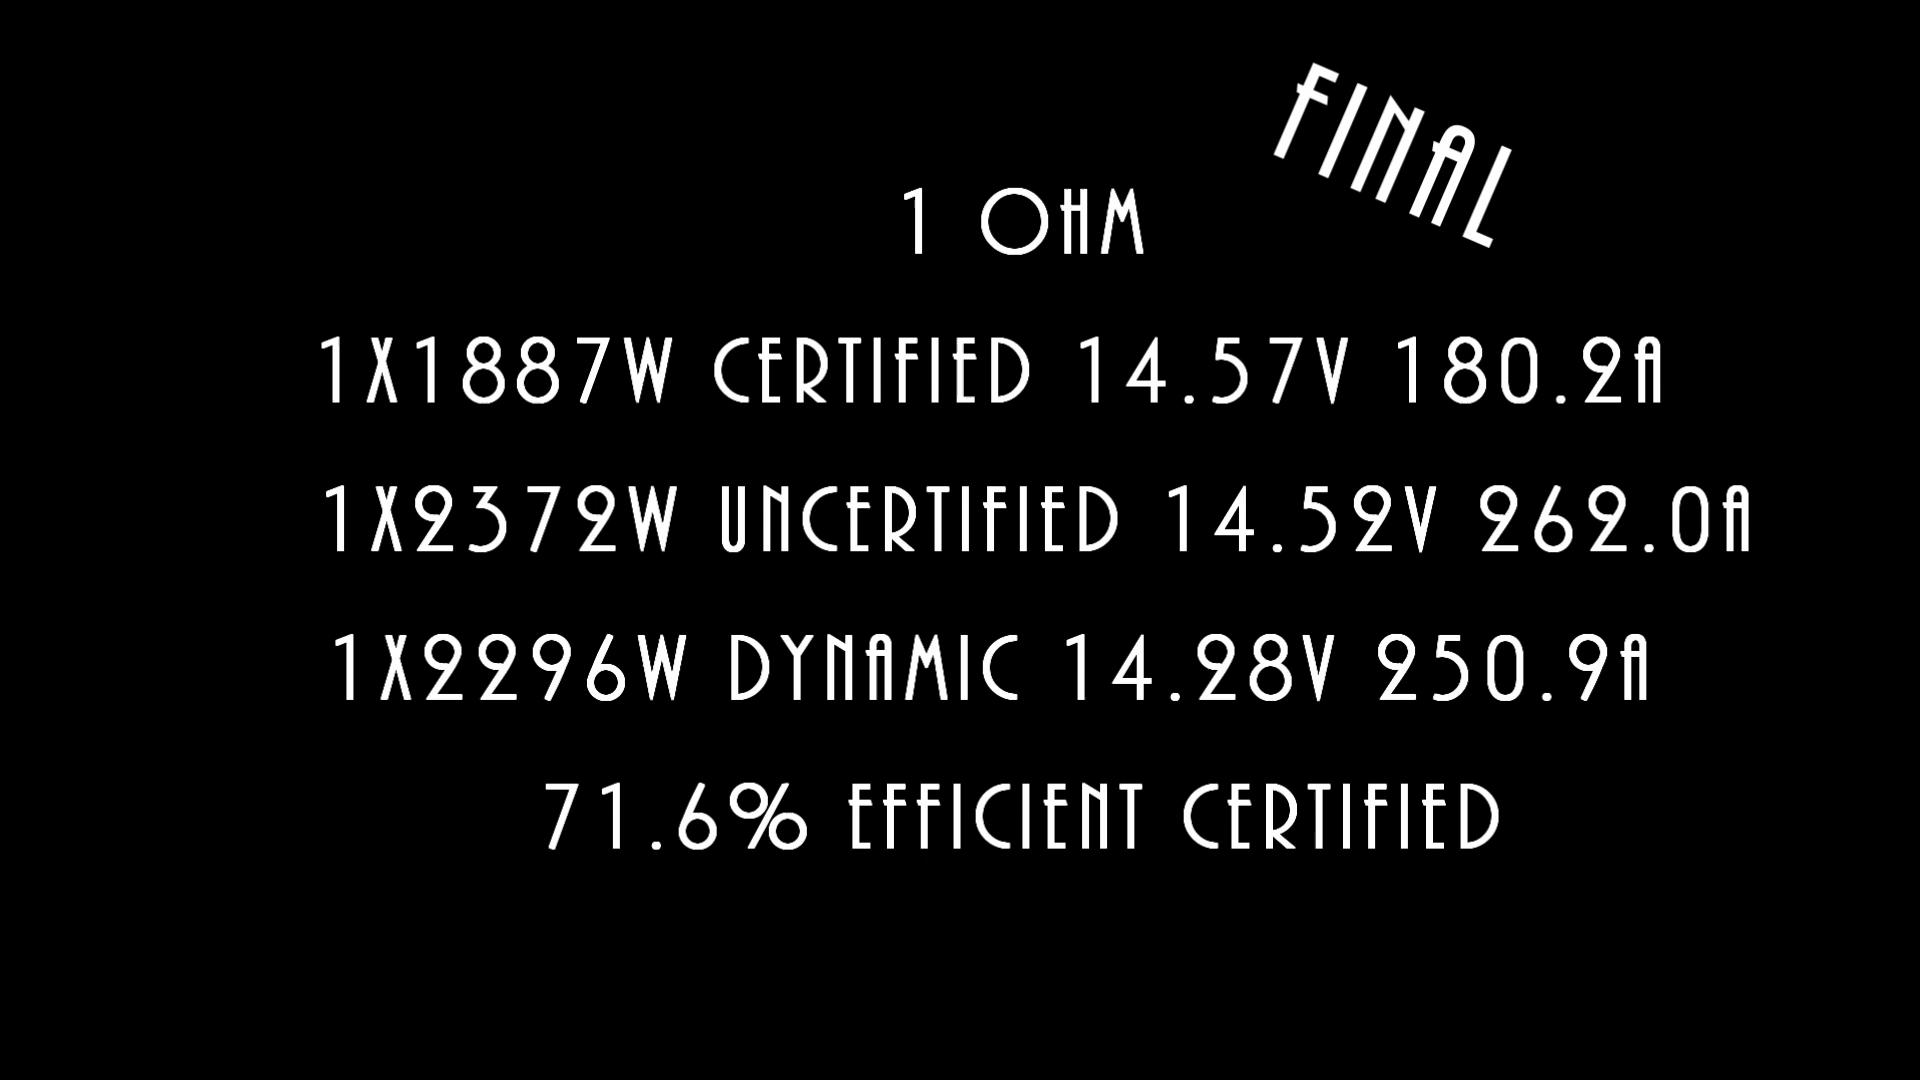 FINAL
1 OHM
1X1887W CERTIFIED 14.57V 180.2A
1X2372W UNCERTIFIED 14.52V 262.0A
1X2296W DYNAMIC 14.28V 250.9A
71.6% EFFICIENT CERTIFIED